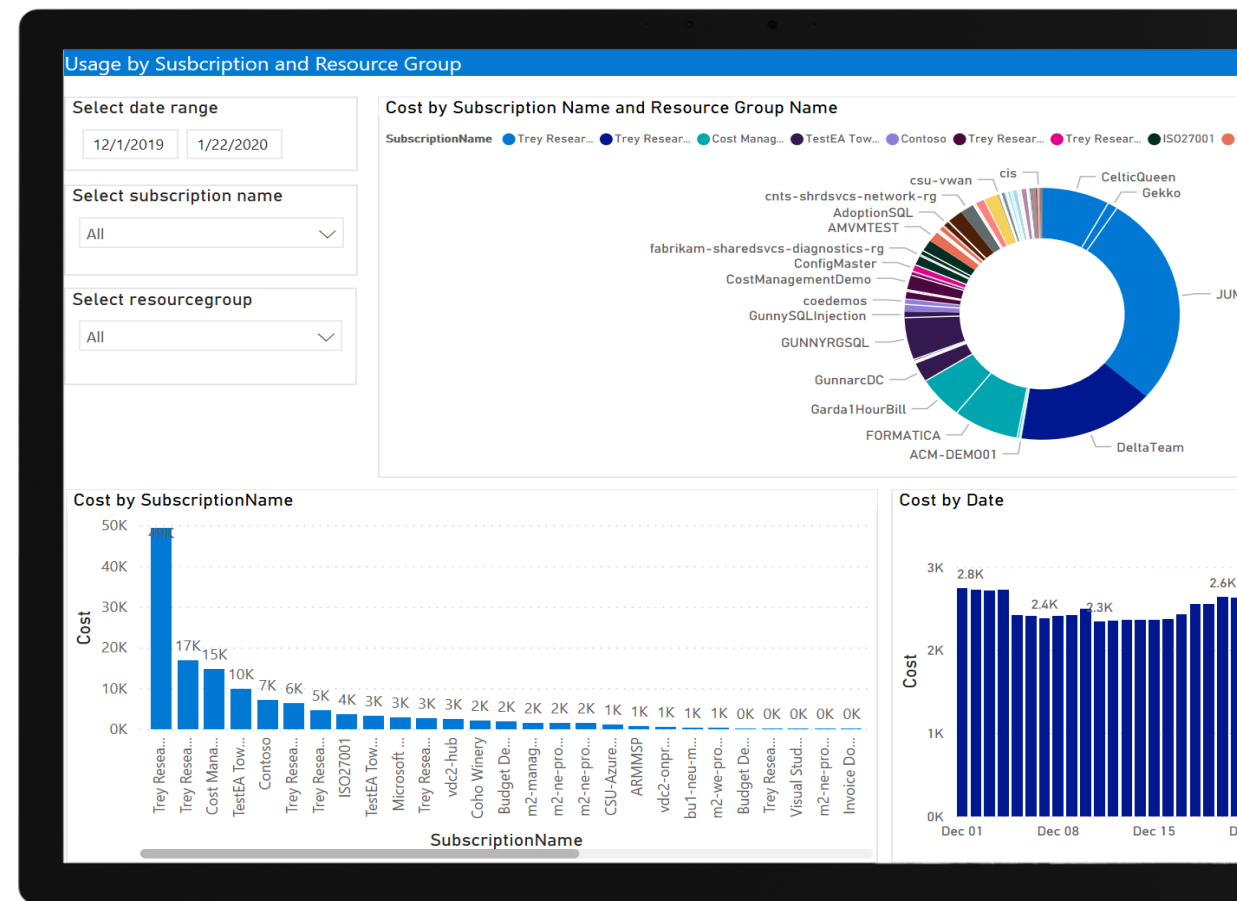 Usage by Susbcription and Resource Group
Select date range
12/1/2019 1/22/2020
Select subscription name
All
Select resourcegroup
All
Cost by Subscription Name and Resource Group Name
SubscriptionName Trey Resear... Trey Resear... Cost Manag... TestEA Tow... Contoso Trey Resear... Trey Resear... ISO27001
cis
CelticQueen
csu-vwan
Gekko
cnts-shrdsvcs-network-rg
AdoptionSQL
AMVMTEST
fabrikam-sharedsvcs-diagnostics-rg
ConfigMaster
CostManagementDemo
JUM
coedemos
GunnySQLInjection
GUNNYRGSQL
GunnarcDC
Garda1HourBill
FORMATICA
DeltaTeam
ACM-DEMO01
Cost by SubscriptionName
Cost
50K
40K
30K
20K
10K
0K
49K 17K 15K 10K 7K 6K 5K 4K 3K 3K 3K 3K 2K 2K 2K 2K 2K 1K 1K 1K 1K 1K 0K 0K 0K 0K 0K
Trey Resea...
Trey Resea...
Cost Mana...
TestEA Tow...
Contoso
Trey Resea...
Trey Resea...
ISO27001
TestEA Tow...
Microsoft ...
Trey Resea...
vdc2-hub
Coho Winery
Budget De...
m2-manag...
m2-ne-pro...
m2-ne-pro...
CSU-Azure...
ARMMSP
vdc2-onpr...
bu1-neu-m...
m2-we-pro...
Budget De...
Trey Resea...
Visual Stud...
m2-ne-pro...
Invoice Do...
SubscriptionName
Cost by Date
Cost
3K
2K
1K
0K
2.8K 2.4K 2.3K 2.6K
Dec 01 Dec 08 Dec 15 D